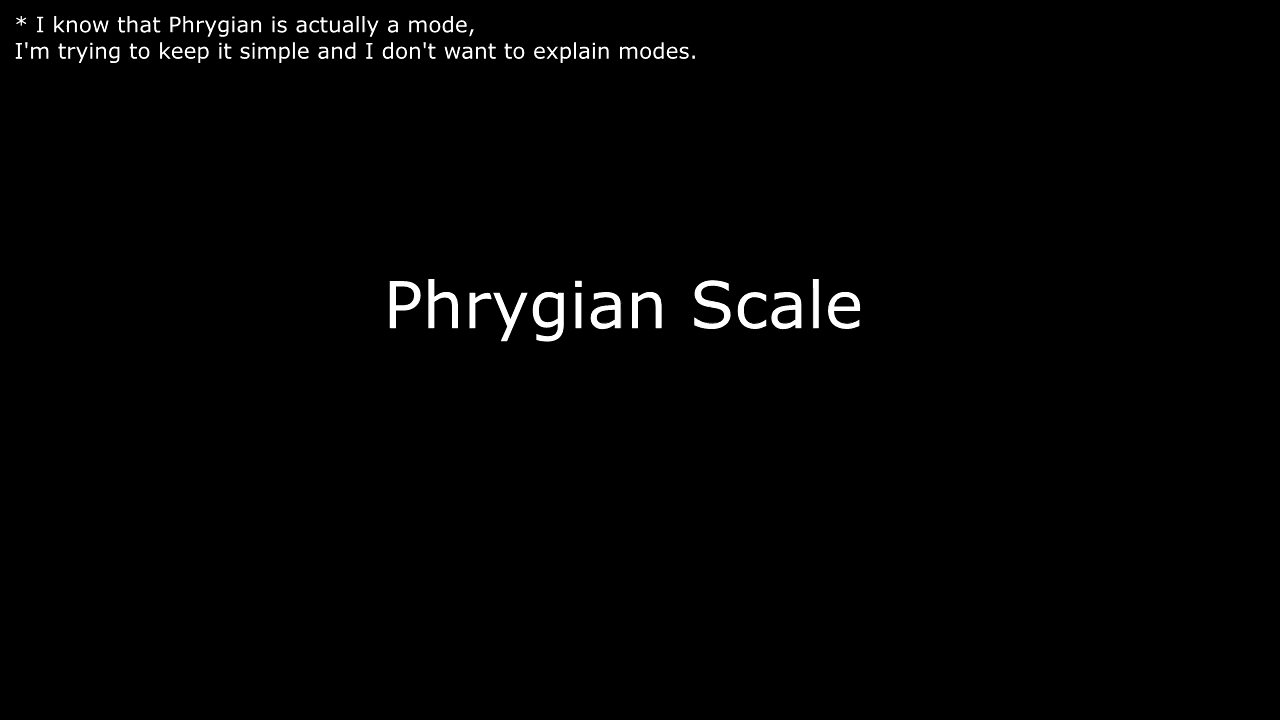 * I know that Phrygian is actually a mode,
I'm trying to keep it simple and I don't want to explain modes.
Phrygian Scale